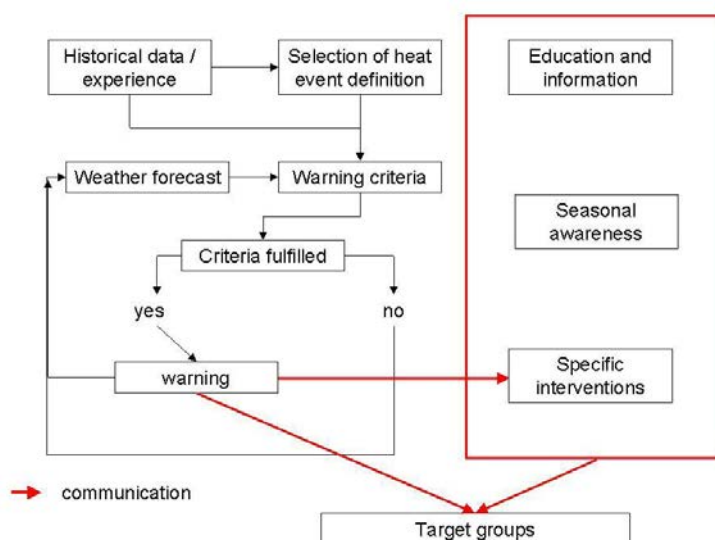 Historical data /
experience
Selection of heat
event definition
Education and
information
Weather forecast
Warning criteria
Seasonal
awareness
Criteria fulfilled
yes
no
warning
Specific
interventions
communication
Target groups